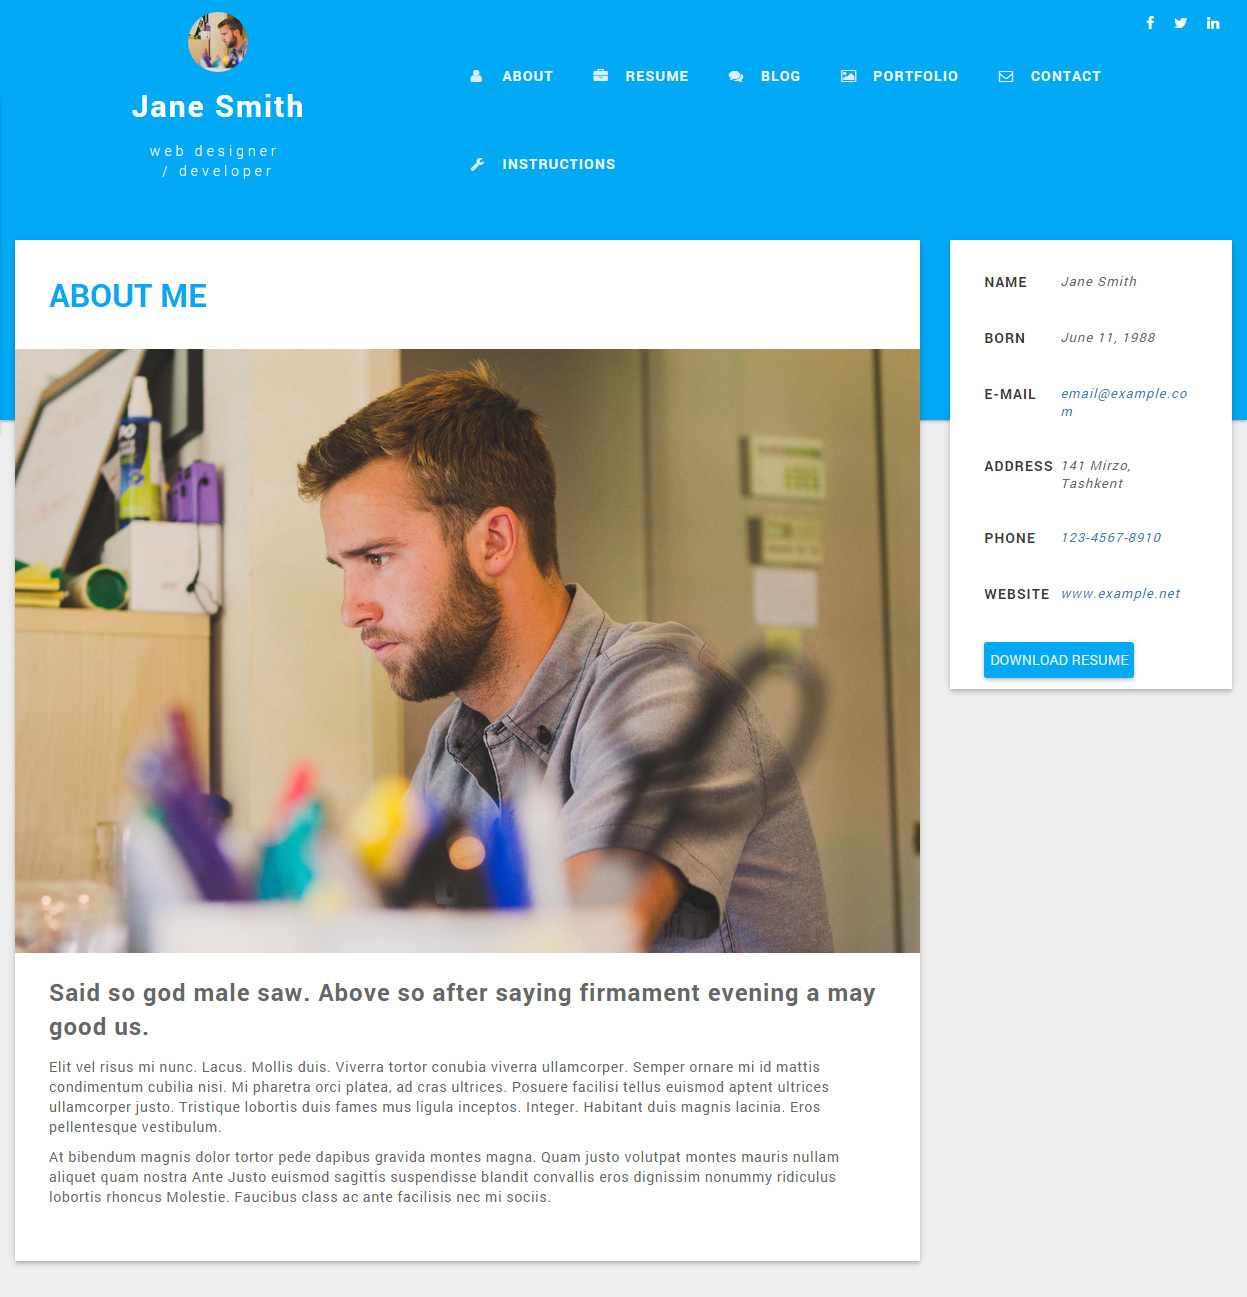 Jane Smith
web designer
/ developer
ABOUT
RESUME
BLOG
PORTFOLIO
CONTACT
INSTRUCTIONS
ABOUT ME
Said so god male saw. Above so after saying firmament evening a may
good us.
Elit vel risus mi nunc. Lacus. Mollis duis. Viverra tortor conubia viverra ullamcorper. Semper ornare mi id mattis
condimentum cubilia nisi. Mi pharetra orci platea, ad cras ultrices. Posuere facilisi tellus euismod aptent ultrices
ullamcorper justo. Tristique lobortis duis fames mus ligula inceptos. Integer. Habitant duis magnis lacinia. Eros
pellentesque vestibulum.
At bibendum magnis dolor tortor pede dapibus gravida montes magna. Quam justo volutpat montes mauris nullam
aliquet quam nostra Ante Justo euismod sagittis suspendisse blandit convallis eros dignissim nonummy ridiculus
lobortis rhoncus Molestie. Faucibus class ac ante facilisis nec mi sociis.
NAME Jane Smith
BORN June 11, 1988
E-MAIL email@example.co
m
ADDRESS 141 Mirzo,
Tashkent
PHONE 123-4567-8910
WEBSITE www.example.net
DOWNLOAD RESUME